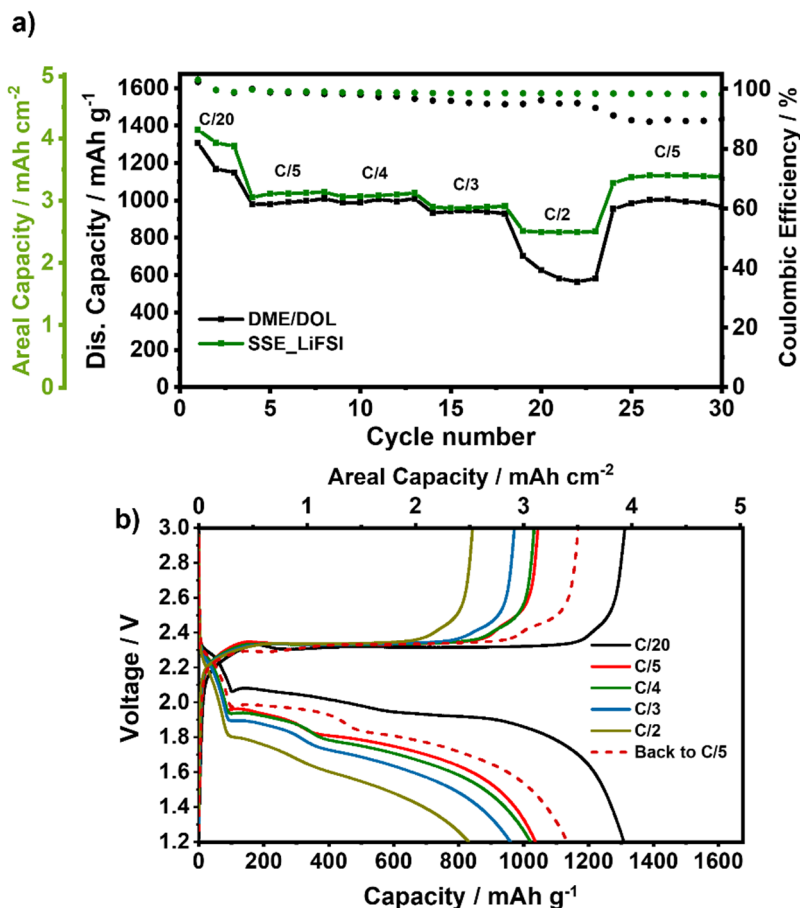 a)
Areal Capacity / mAh cm-2
5
4
3
2
1
0
Dis. Capacity / mAh g-1
1600
1400
1200
1000
800
600
400
200
0
C/20
C/5
C/4
C/3
C/2
C/5
DME/DOL
SSE_LiFSI
100
80
60
40
20
0
Coulombic Efficiency / %
0 5 10 15 20 25 30
Cycle number
Areal Capacity / mAh cm-2
0 1 2 3 4 5
b)
Voltage / V
3.0
2.8
2.6
2.4
2.2
2.0
1.8
1.6
1.4
1.2
C/20
C/5
C/4
C/3
C/2
Back to C/5
0 200 400 600 800 1000 1200 1400 1600
Capacity / mAh g-1